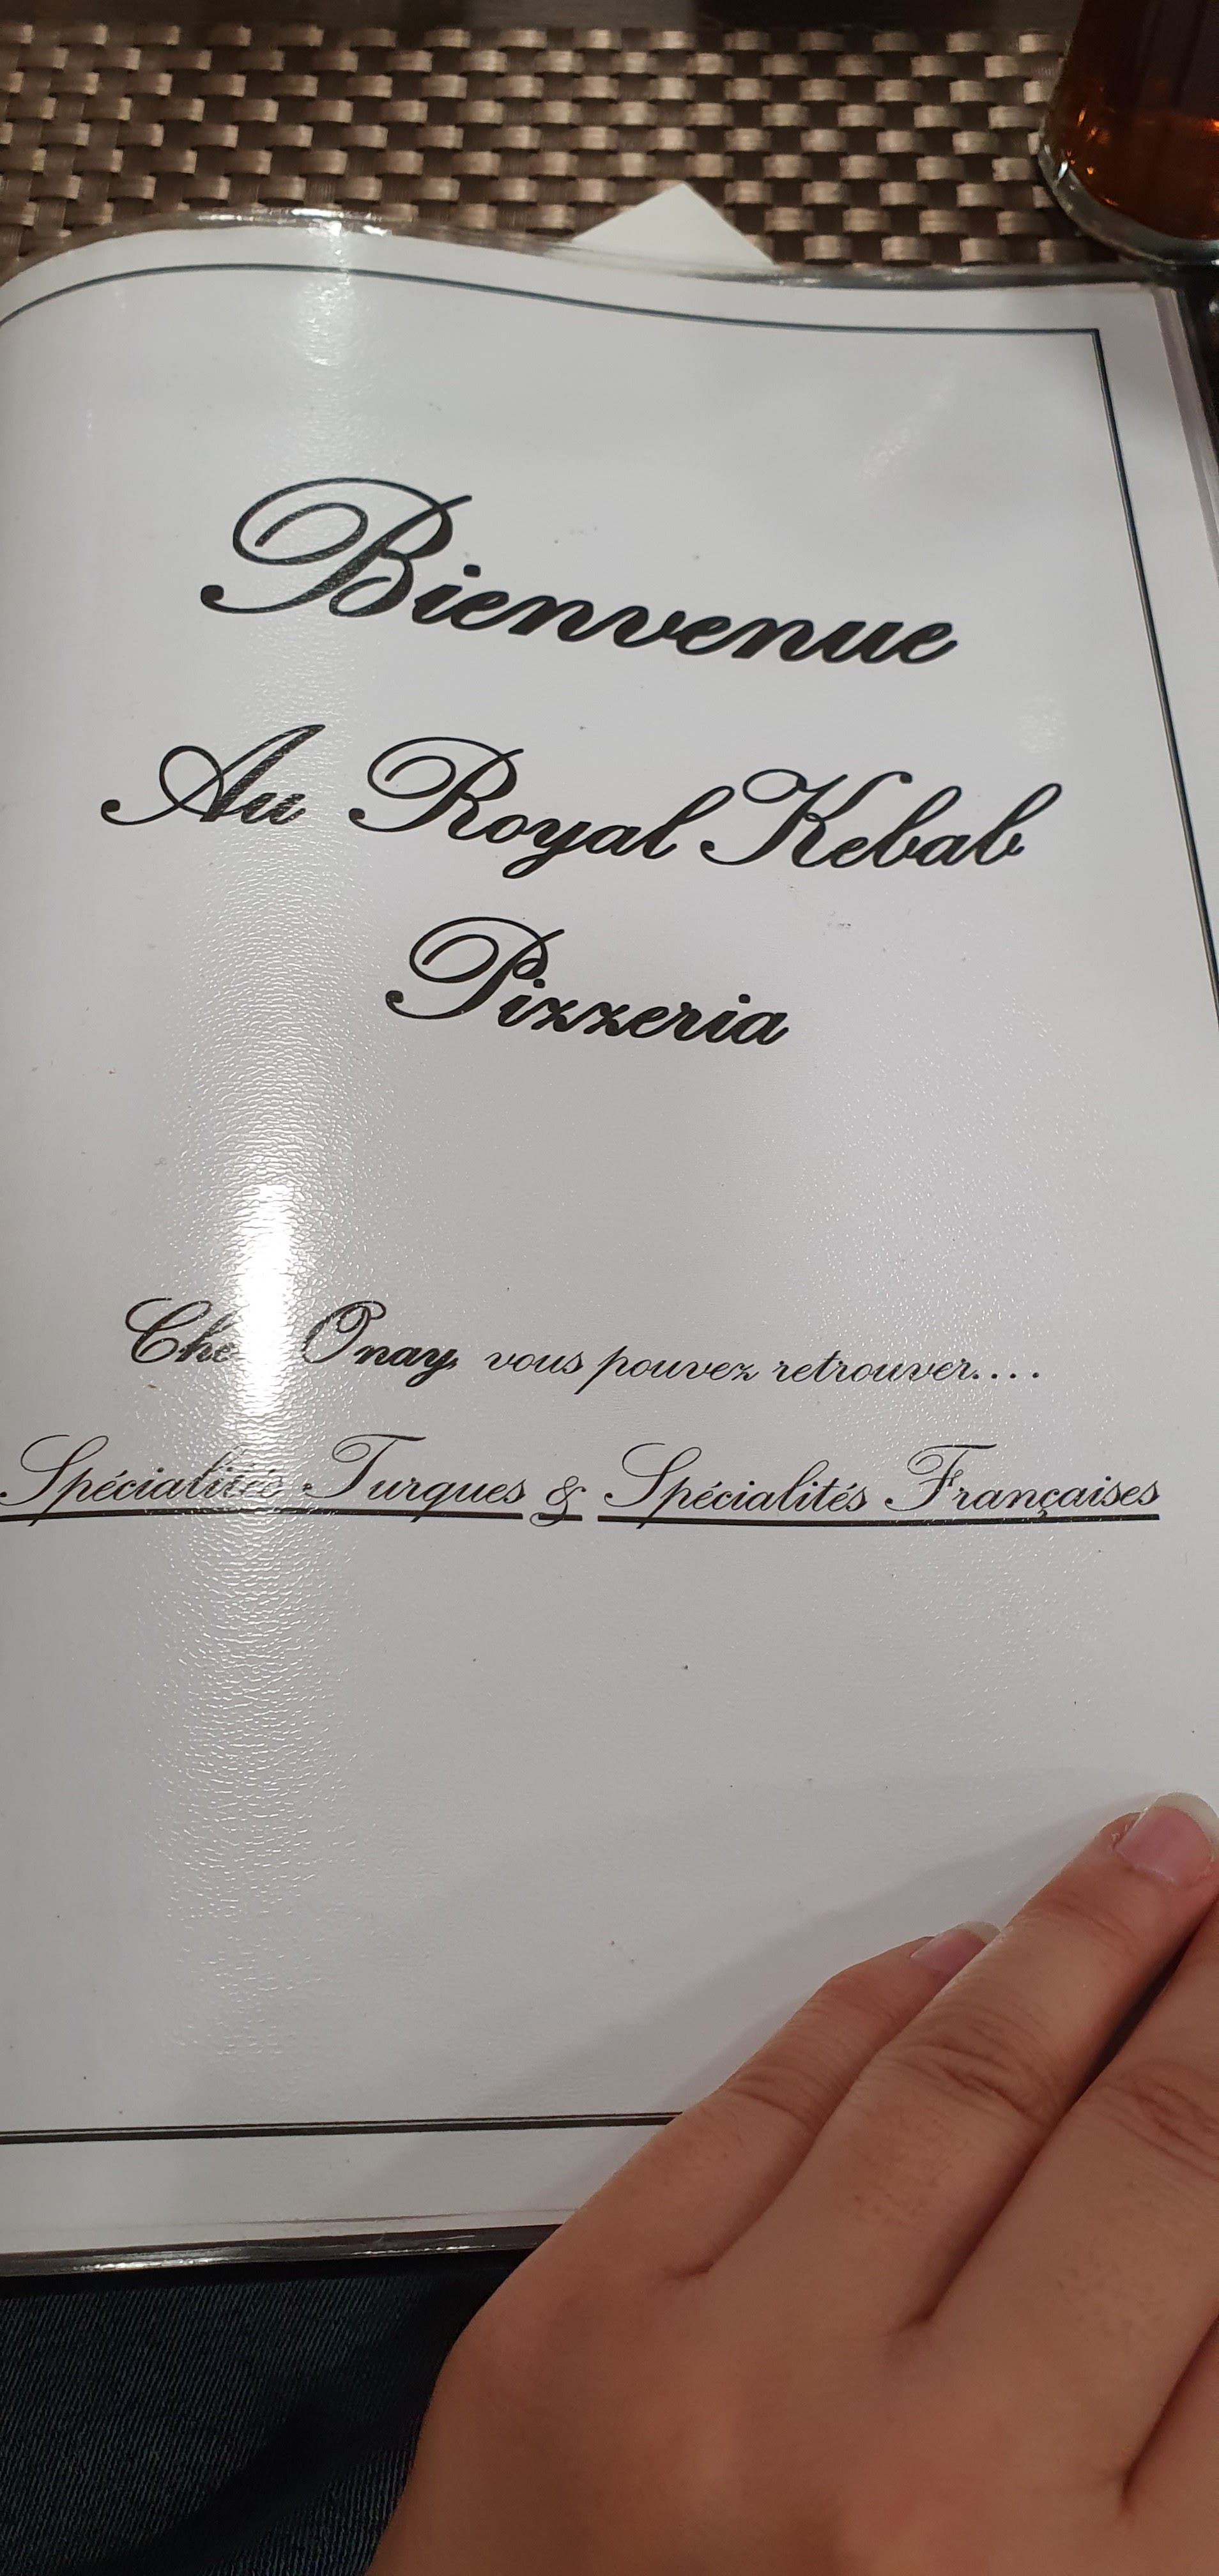 Bienvenue
Au Royal Kebab
Pizzeria
Onay, vous pouvez retrouver....
Spécialités Turques & Spécialités Françaises